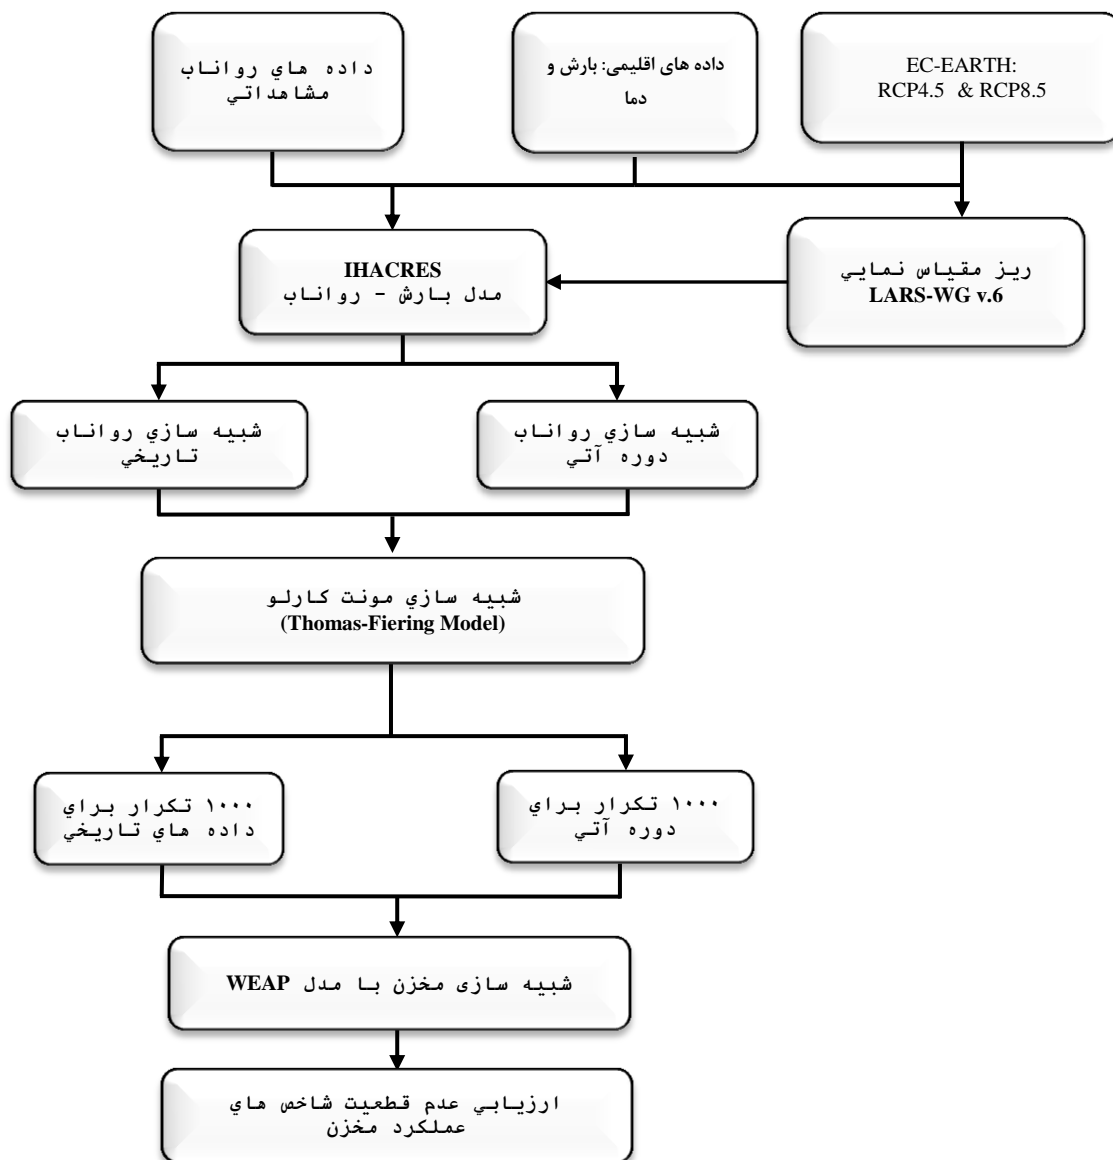 داده هاي رواناب
مشاهداتي
داده های اقلیمی: بارش و
دما
EC-EARTH:
RCP4.5 & RCP8.5
IHACRES
مدل بارش - رواناب
ريز مقياس نمايي
LARS-WG v.6
شبيه سازي رواناب
تاريخي
شبيه سازي رواناب
دوره آتي
شبيه سازي مونت كارلو
(Thomas-Fiering Model)
۱۰۰۰ تكرار براي
داده هاي تاريخي
۱۰۰۰ تكرار براي
دوره آتي
شبیه سازی مخزن با مدل WEAP
ارزيابي عدم قطعيت شاخص هاي
عملكرد مخزن